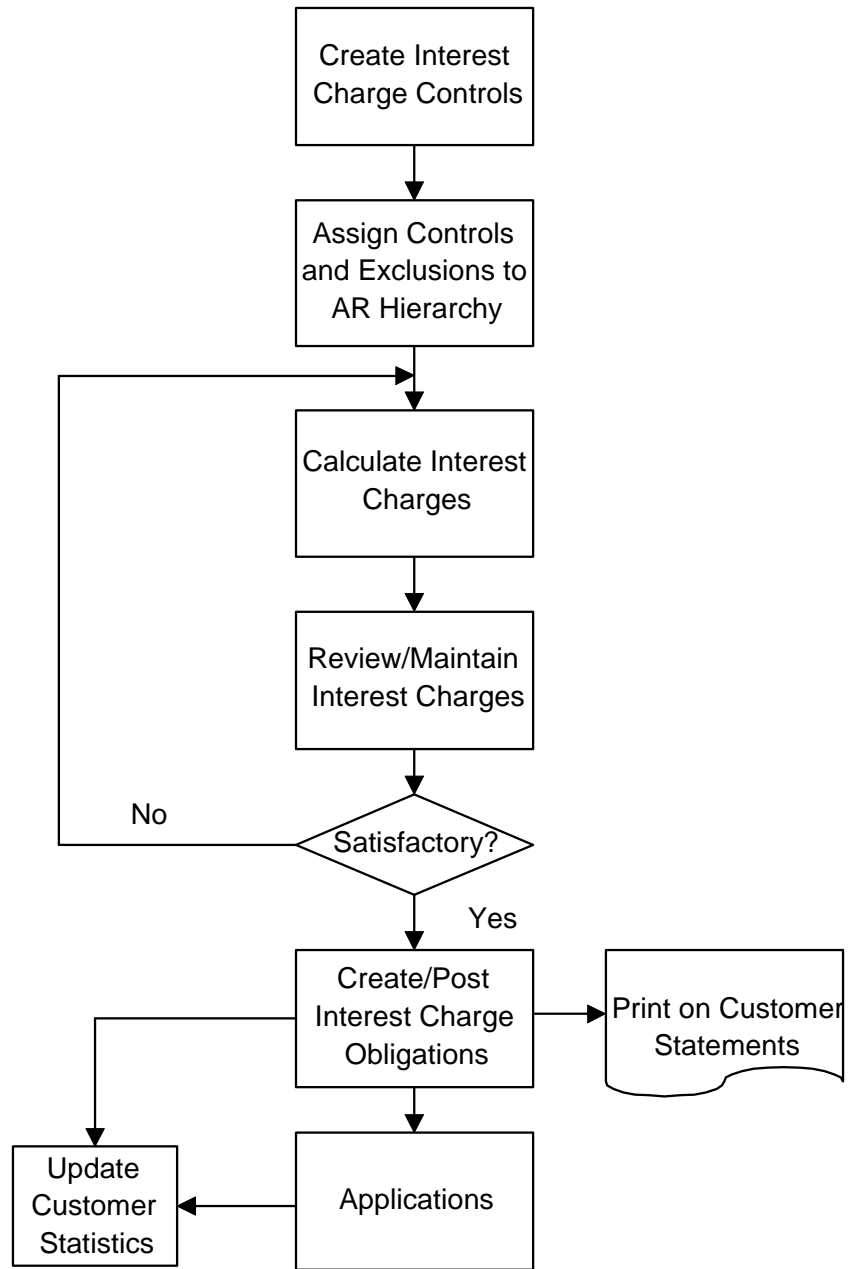 Create Interest
Charge Controls
Assign Controls
and Exclusions to
AR Hierarchy
Calculate Interest
Charges
Review/Maintain
Interest Charges
No
Satisfactory?
Yes
Create/Post
Interest Charge
Obligations
Print on Customer
Statements
Update
Customer
Statistics
Applications